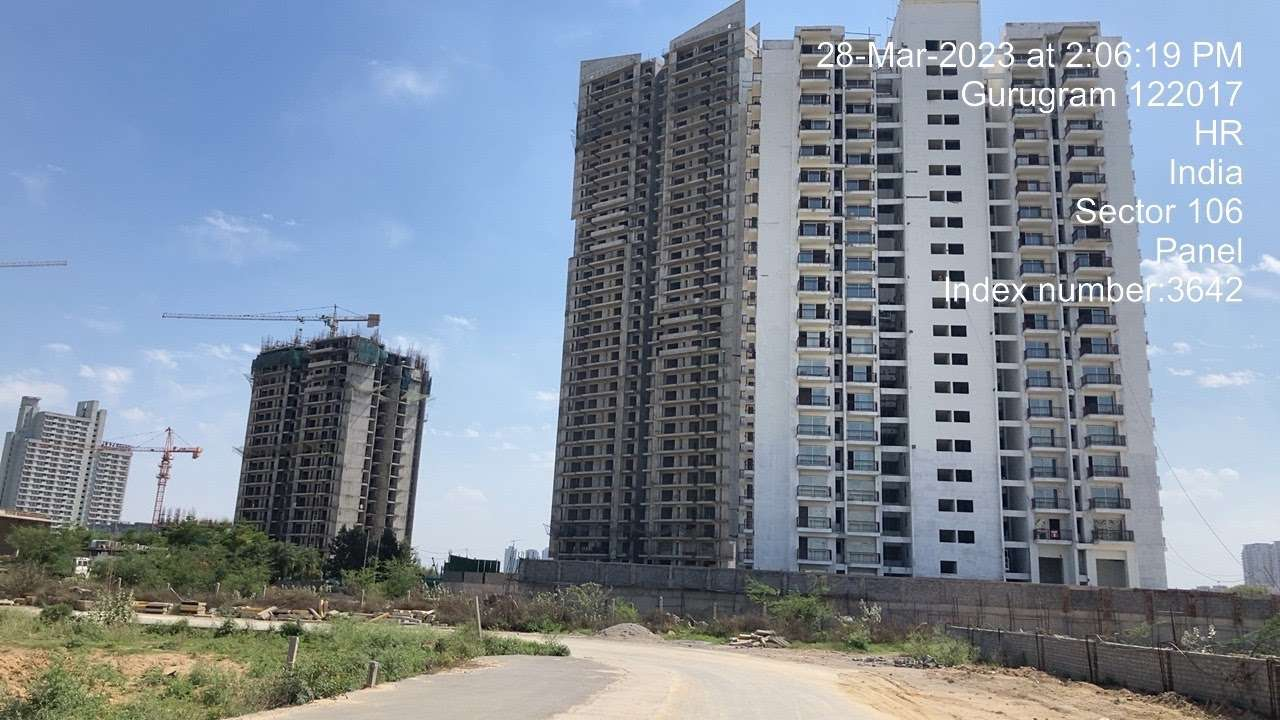 28-Mar-2023 at 2:06:19 PM
Gurugram 122017
HR
India
Sector 106
Panel
Index number:3642